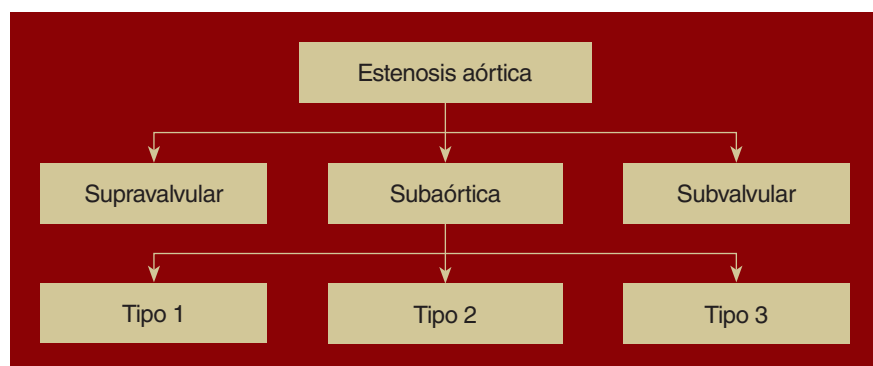 Estenosis aórtica
Supravalvular
Subaórtica
Subvalvular
Tipo 1
Tipo 2
Tipo 3